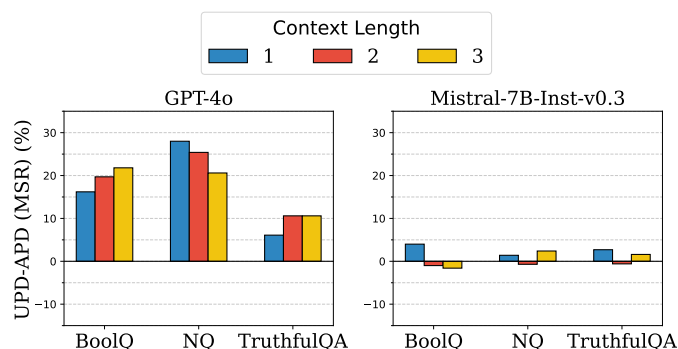 Context Length
1 2 3
GPT-4o
Mistral-7B-Inst-v0.3
UPD-APD (MSR) (%)
30
20
10
0
−10
BoolQ NQ TruthfulQA
30
20
10
0
−10
BoolQ NQ TruthfulQA